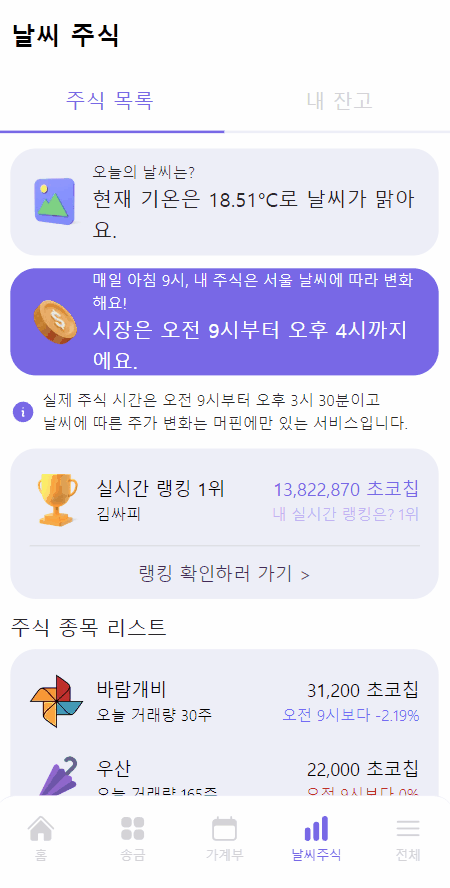 날씨 주식
주식 목록
내 잔고
오늘의 날씨는?
현재 기온은 18.51°C로 날씨가 맑아
요.
매일 아침 9시, 내 주식은 서울 날씨에 따라 변화
해요!
시장은 오전 9시부터 오후 4시까지
에요.
실제 주식 시간은 오전 9시부터 오후 3시 30분이고
날씨에 따른 주가 변화는 머핀에만 있는 서비스입니다.
실시간 랭킹 1위
13,822,870 초코칩
김싸피
내 실시간 랭킹은? 1위
랭킹 확인하러 가기 >
주식 종목 리스트
바람개비
31,200 초코칩
오늘 거래량 30주
오전 9시보다 -2.19%
우산
22,000 초코칩
오늘 거래량 165주
오전 9시보다 0%
홈
송금
가계부
날씨주식
전체